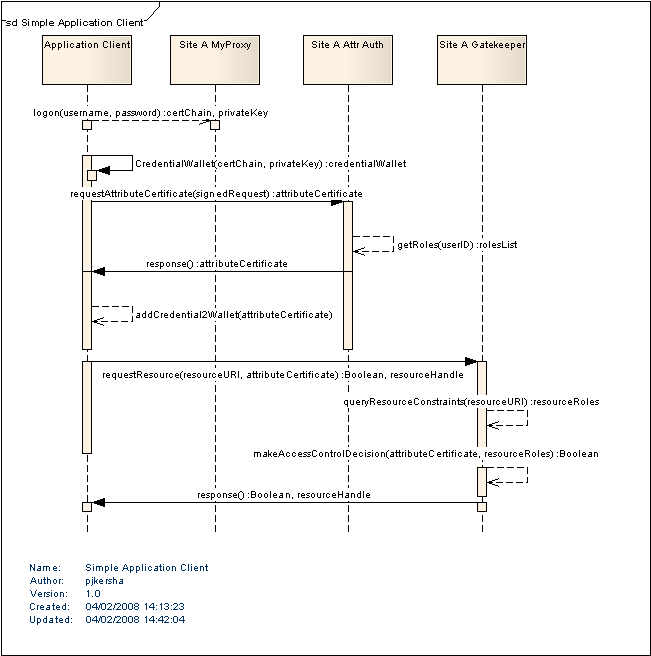 sd Simple Application Client
Application Client
Site A MyProxy
Site A Attr Auth
Site A Gatekeeper
logon(username, password) :certChain, privateKey
CredentialWallet(certChain, privateKey) :credentialWallet
requestAttributeCertificate(signedRequest) :attributeCertificate
getRoles(userID) :rolesList
response() :attributeCertificate
addCredential2Wallet(attributeCertificate)
requestResource(resourceURI, attributeCertificate) :Boolean, resourceHandle
queryResourceConstraints(resourceURI) :resourceRoles
makeAccessControlDecision(attributeCertificate, resourceRoles) :Boolean
response() :Boolean, resourceHandle
Name: Simple Application Client
Author: pjkersha
Version: 1.0
Created: 04/02/2008 14:13:23
Updated: 04/02/2008 14:42:04